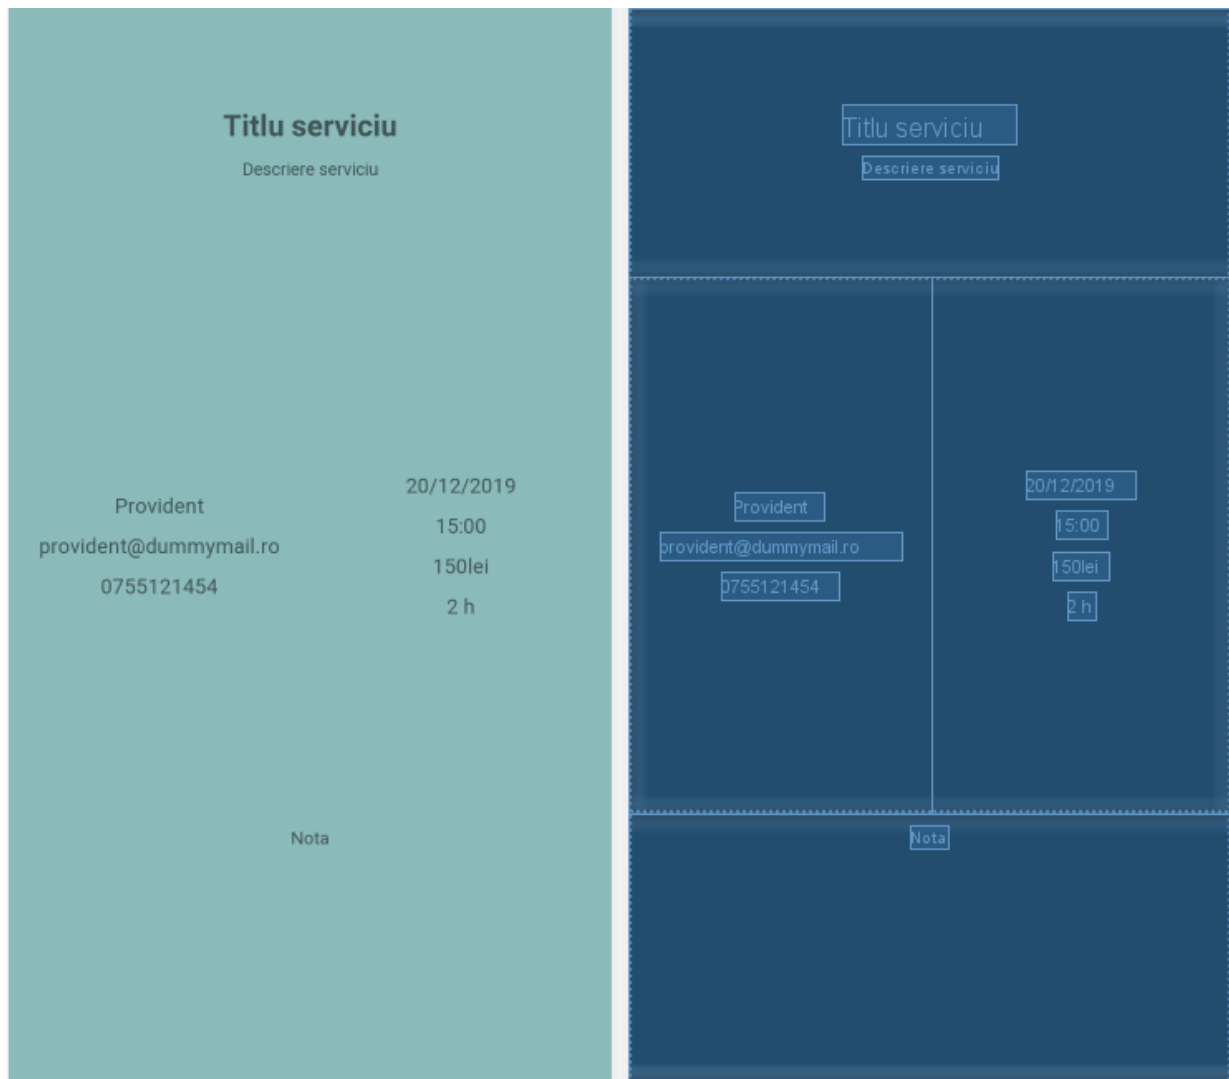 Titlu serviciu
Descriere serviciu
Provident
provident@dummymail.ro
0755121454
20/12/2019
15:00
150lei
2 h
Nota
Titlu serviciu
Descriere serviciu
Provident
provident@dummymail.ro
0755121454
20/12/2019
15:00
150lei
2 h
Nota